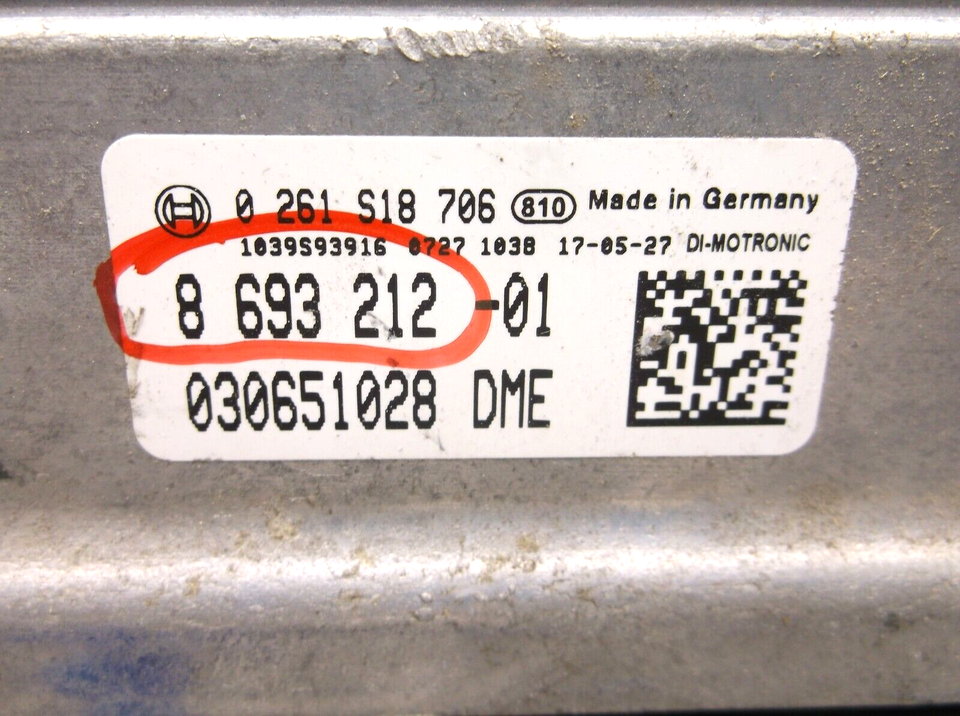 0 261 S18 706 810 Made in Germany
1039S93916 0727 1038 17-05-27 DI-MOTRONIC
8 693 212-01
030651028 DME